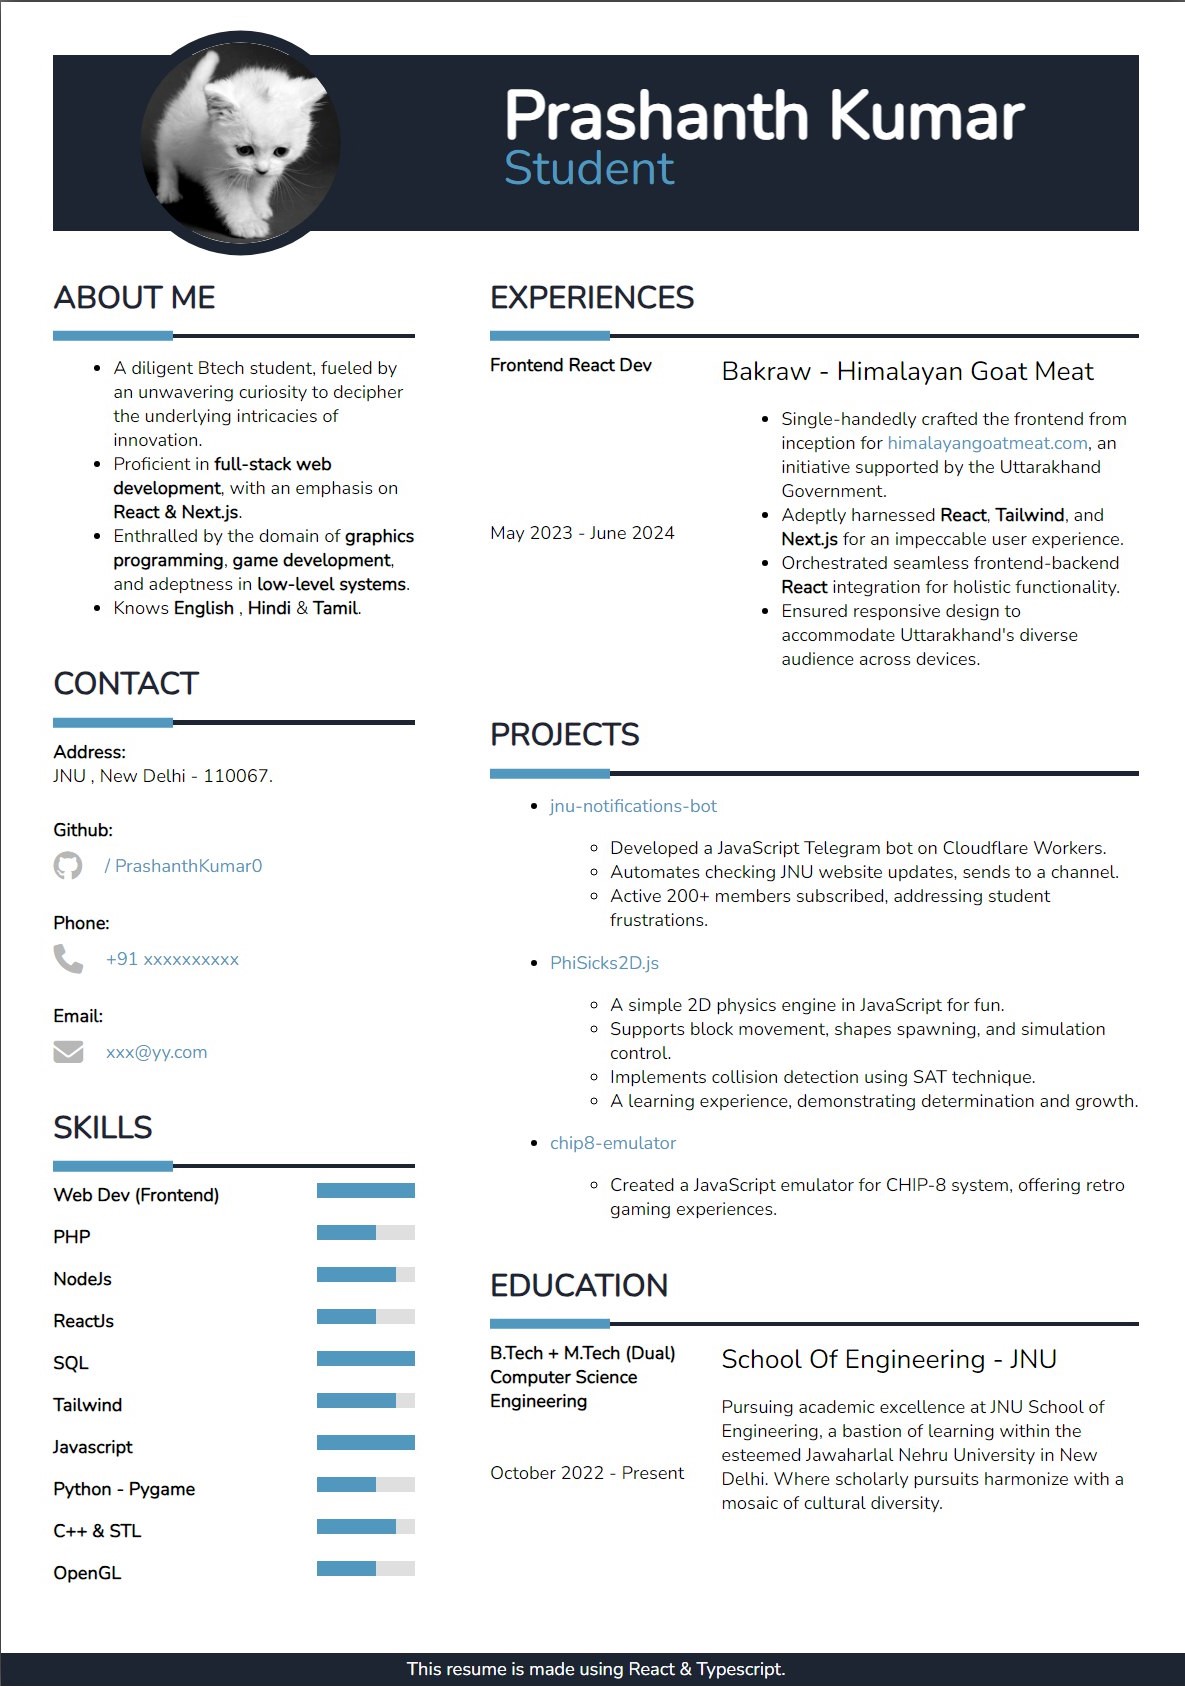 Prashanth Kumar
Student
ABOUT ME
A diligent Btech student, fueled by
an unwavering curiosity to decipher
the underlying intricacies of
innovation.
Proficient in full-stack web
development, with an emphasis on
React & Next.js.
Enthralled by the domain of graphics
programming, game development,
and adeptness in low-level systems.
Knows English , Hindi & Tamil.
CONTACT
Address:
JNU , New Delhi - 110067.
Github:
/ PrashanthKumar0
Phone:
+91 xxxxxxxxxx
Email:
xxx@yy.com
SKILLS
Web Dev (Frontend)
PHP
NodeJs
ReactJs
SQL
Tailwind
Javascript
Python - Pygame
C++ & STL
OpenGL
EXPERIENCES
Frontend React Dev
May 2023 - June 2024
Bakraw - Himalayan Goat Meat
Single-handedly crafted the frontend from
inception for himalayangoatmeat.com, an
initiative supported by the Uttarakhand
Government.
Adeptly harnessed React, Tailwind, and
Next.js for an impeccable user experience.
Orchestrated seamless frontend-backend
React integration for holistic functionality.
Ensured responsive design to
accommodate Uttarakhand's diverse
audience across devices.
PROJECTS
jnu-notifications-bot
Developed a JavaScript Telegram bot on Cloudflare Workers.
Automates checking JNU website updates, sends to a channel.
Active 200+ members subscribed, addressing student
frustrations.
PhiSicks2D.js
A simple 2D physics engine in JavaScript for fun.
Supports block movement, shapes spawning, and simulation
control.
Implements collision detection using SAT technique.
A learning experience, demonstrating determination and growth.
chip8-emulator
Created a JavaScript emulator for CHIP-8 system, offering retro
gaming experiences.
EDUCATION
B.Tech + M.Tech (Dual)
Computer Science
Engineering
October 2022 - Present
School Of Engineering - JNU
Pursuing academic excellence at JNU School of
Engineering, a bastion of learning within the
esteemed Jawaharlal Nehru University in New
Delhi. Where scholarly pursuits harmonize with a
mosaic of cultural diversity.
This resume is made using React & Typescript.